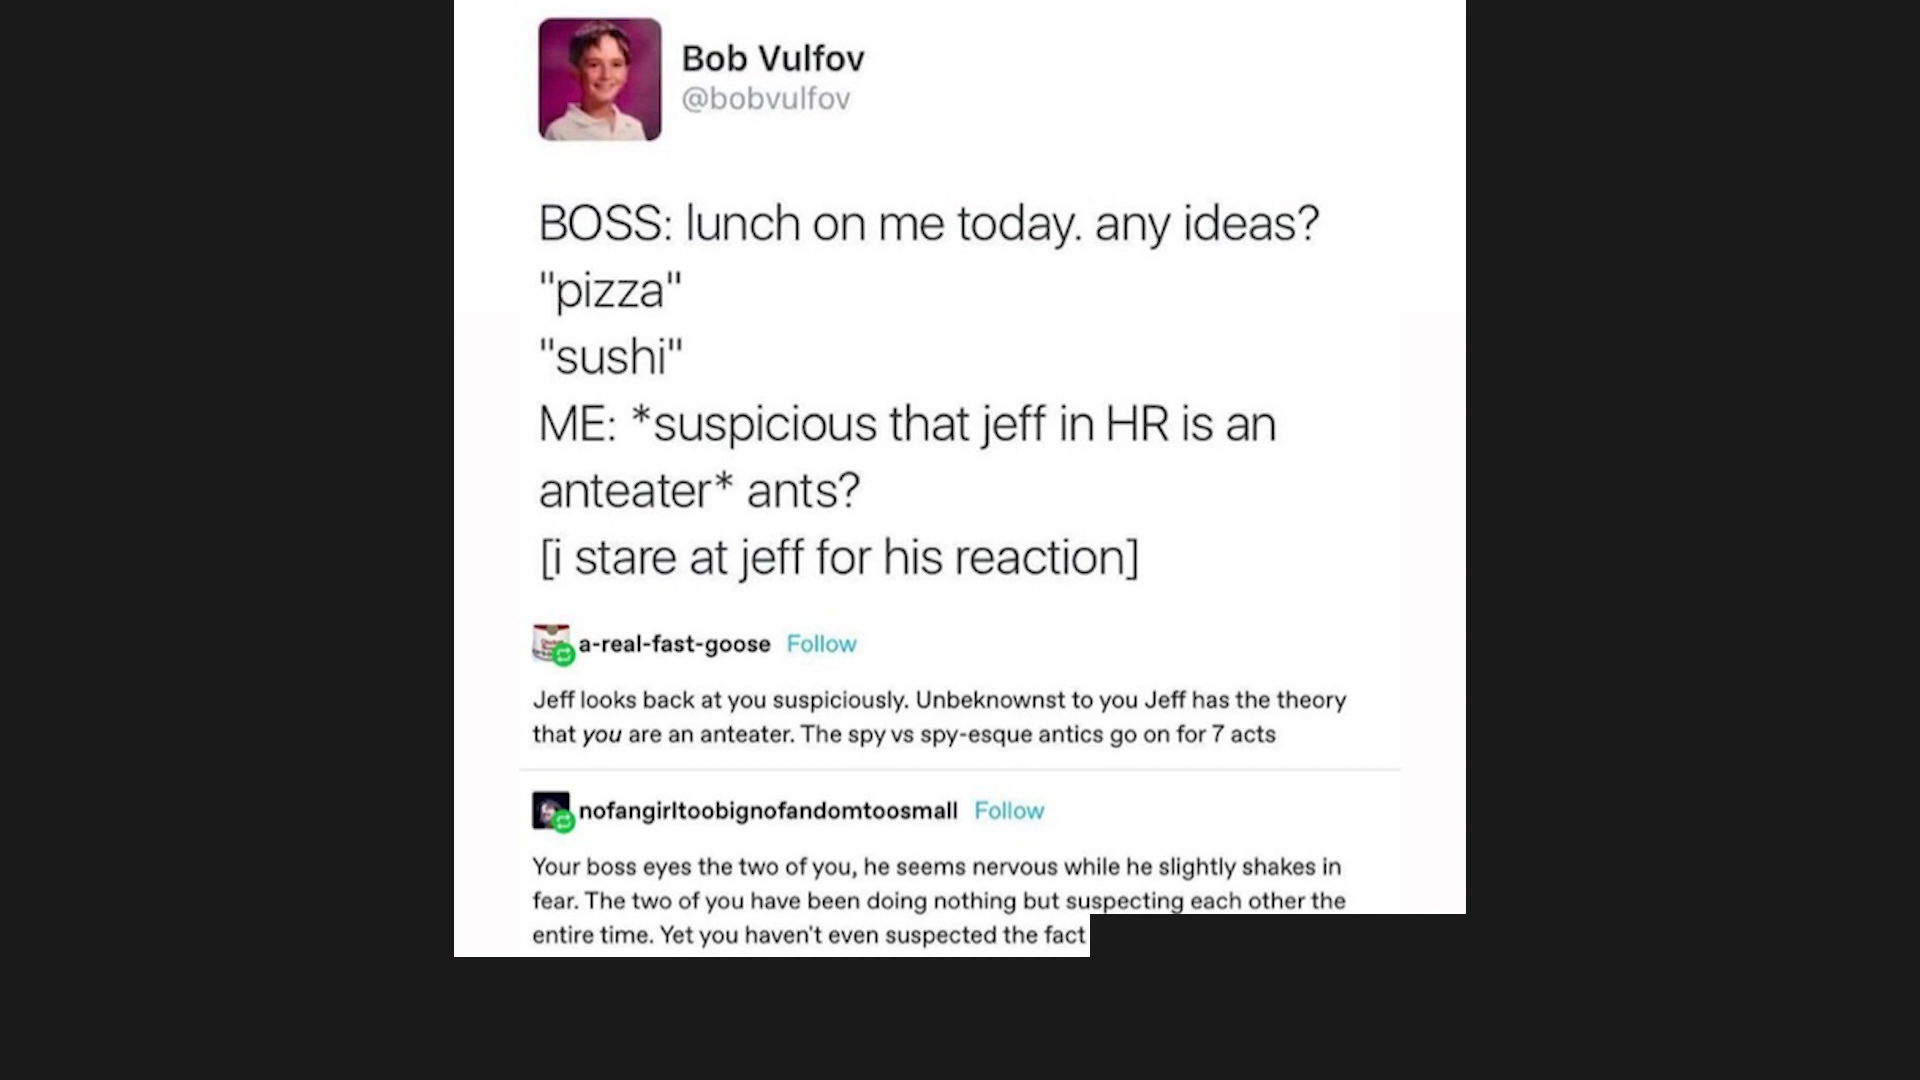 Bob Vulfov
@bobvulfov
BOSS: lunch on me today. any ideas?
"pizza"
"sushi"
ME: *suspicious that jeff in HR is an
anteater* ants?
[i stare at jeff for his reaction]
a-real-fast-goose Follow
Jeff looks back at you suspiciously. Unbeknownst to you Jeff has the theory
that you are an anteater. The spy vs spy-esque antics go on for 7 acts
nofangirltoobignofandomtoosmall Follow
Your boss eyes the two of you, he seems nervous while he slightly shakes in
fear. The two of you have been doing nothing but suspecting each other the
entire time. Yet you haven't even suspected the fact